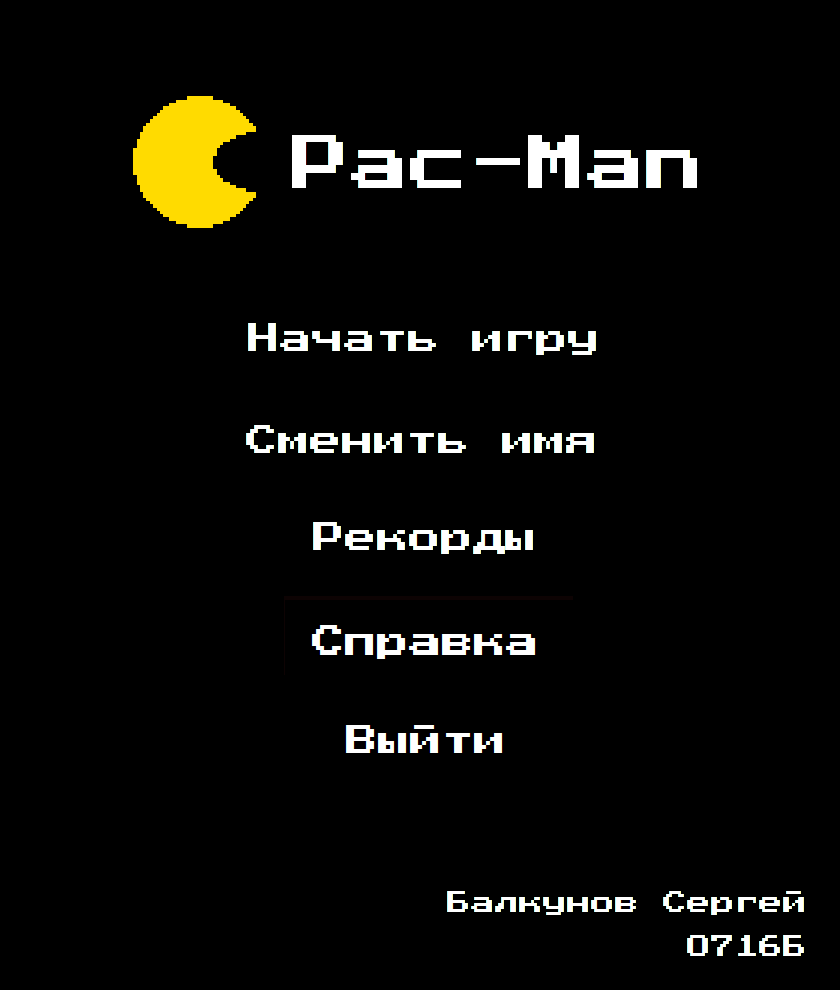 Pac-Man
Начать игру
Сменить имя
Рекорды
Справка
Выйти
Балкунов Сергей
0716Б